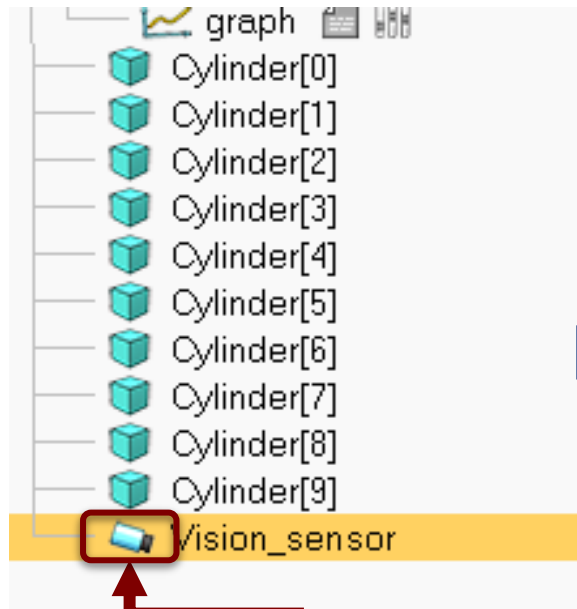 graph
Cylinder[0]
Cylinder[1]
Cylinder[2]
Cylinder[3]
Cylinder[4]
Cylinder[5]
Cylinder[6]
Cylinder[7]
Cylinder[8]
Cylinder[9]
Vision_sensor